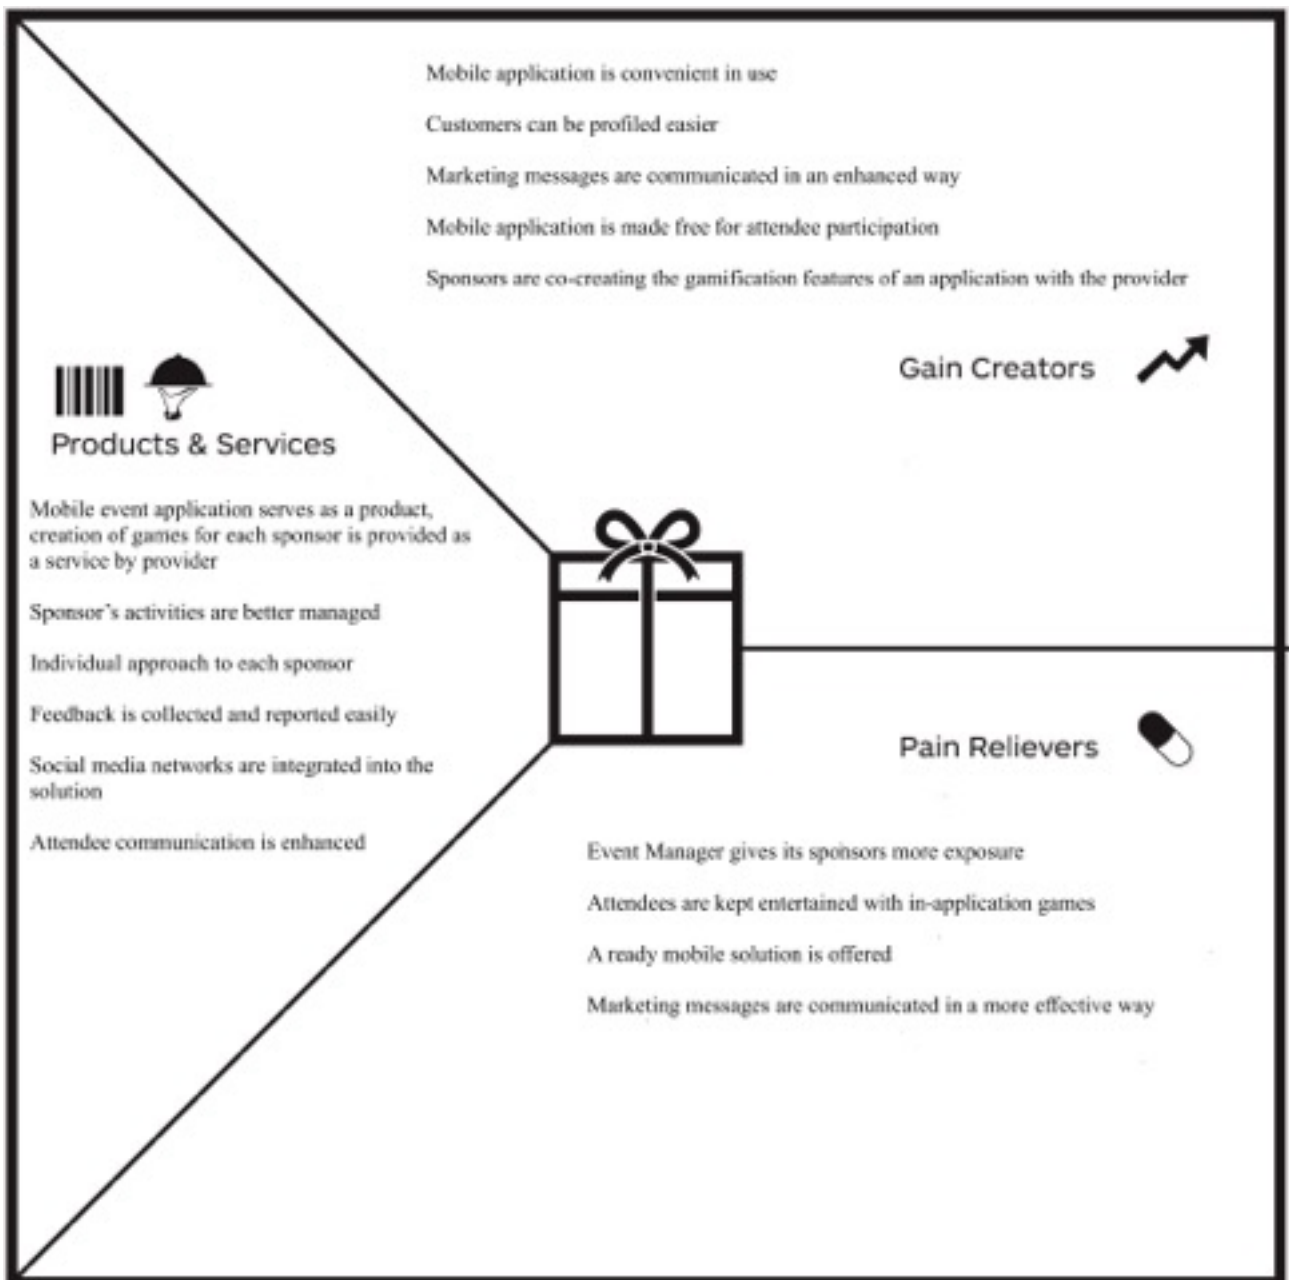 Mobile application is convenient in use
Customers can be profiled easier
Marketing messages are communicated in an enhanced way
Mobile application is made free for attendee participation
Sponsors are co-creating the gamification features of an application with the provider
Gain Creators
Products & Services
Mobile event application serves as a product,
creation of games for each sponsor is provided as
a service by provider
Sponsor's activities are better managed
Individual approach to each sponsor
Feedback is collected and reported easily
Social media networks are integrated into the
solution
Attendee communication is enhanced
Pain Relievers
Event Manager gives its sponsors more exposure
Attendees are kept entertained with in-application games
A ready mobile solution is offered
Marketing messages are communicated in a more effective way